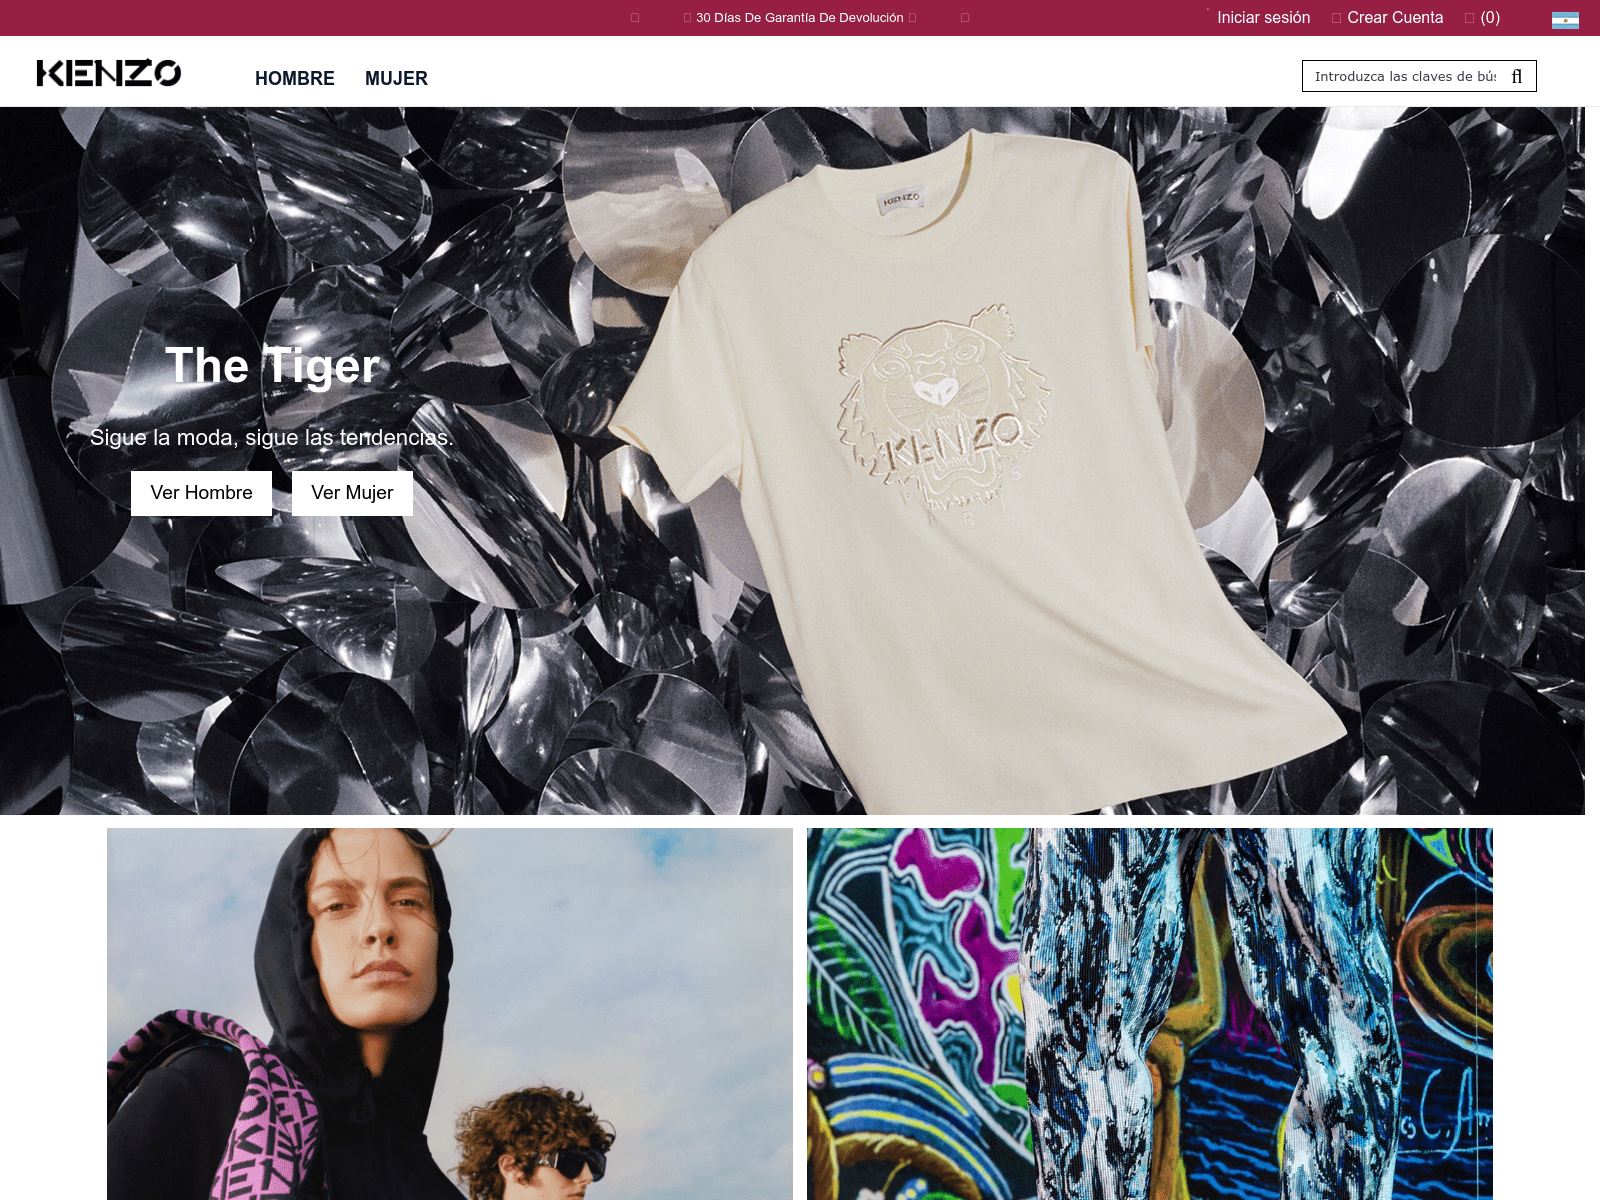 30 Días De Garantía De Devolución
Iniciar sesión
Crear Cuenta
(0)
KENZO
HOMBRE
MUJER
Introduzca las claves de bús
KENZO
KENZO
PARIS
The Tiger
Sigue la moda, sigue las tendencias.
Ver Hombre
Ver Mujer